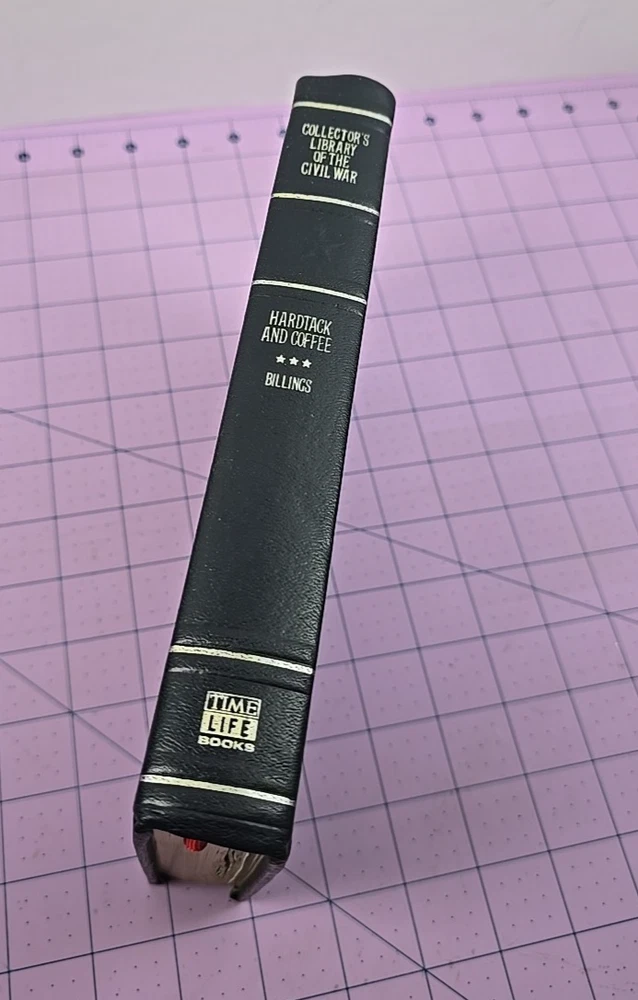 COLLECTOR'S
LIBRARY
OF THE
CIVIL WAR
HARDTACK
AND COFFEE
★★★
BILLINGS
TIME
LIFE
BOOKS